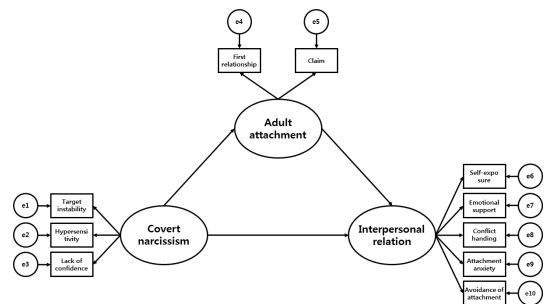 e4
e5
First
relationship
Claim
Adult
attachment
e1
Target
instability
e2
Hypersensi
tivity
e3
Lack of
confidence
Covert
narcissism
Interpersonal
relation
Self-expo
sure
e6
Emotional
support
e7
Conflict
handing
e8
Attachment
anxiety
e9
Avoidance of
attachment
e10